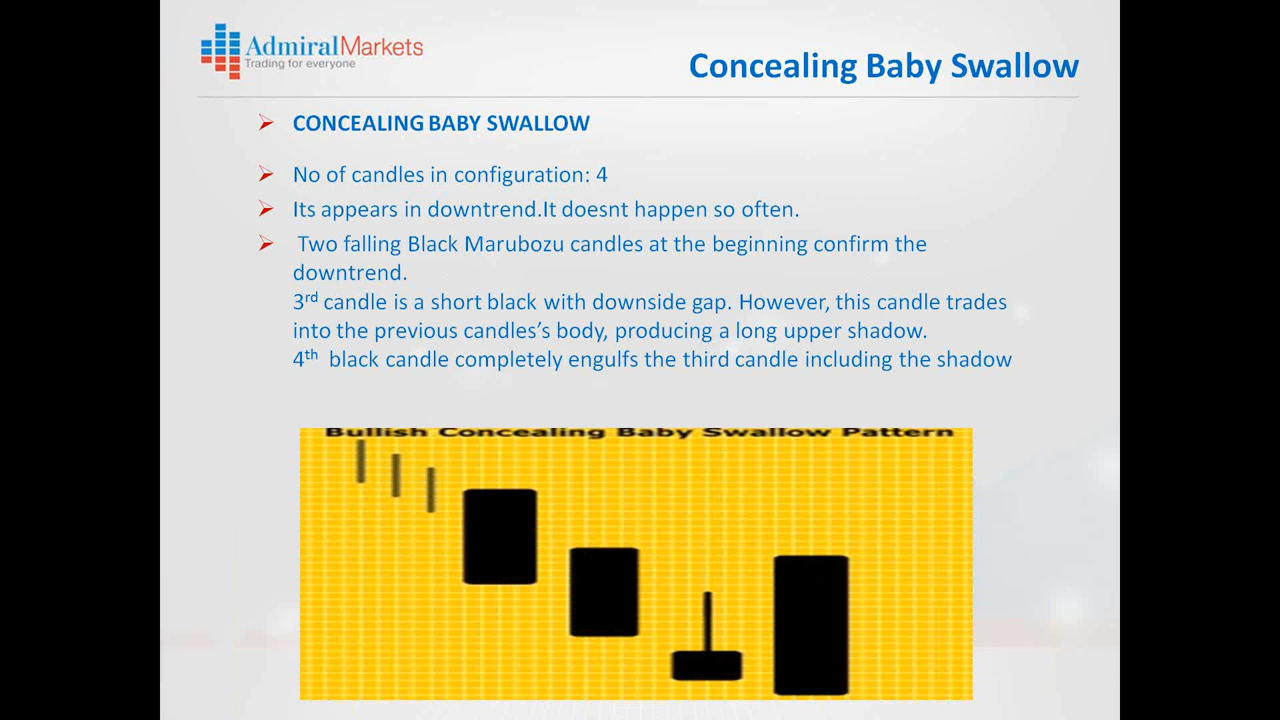 AdmiralMarkets
Trading for everyone
Concealing Baby Swallow
CONCEALING BABY SWALLOW
No of candles in configuration: 4
Its appears in downtrend.It doesnt happen so often.
Two falling Black Marubozu candles at the beginning confirm the
downtrend.
3rd candle is a short black with downside gap. However, this candle trades
into the previous candles’s body, producing a long upper shadow.
4th black candle completely engulfs the third candle including the shadow
Bullish Concealing Baby Swallow Pattern